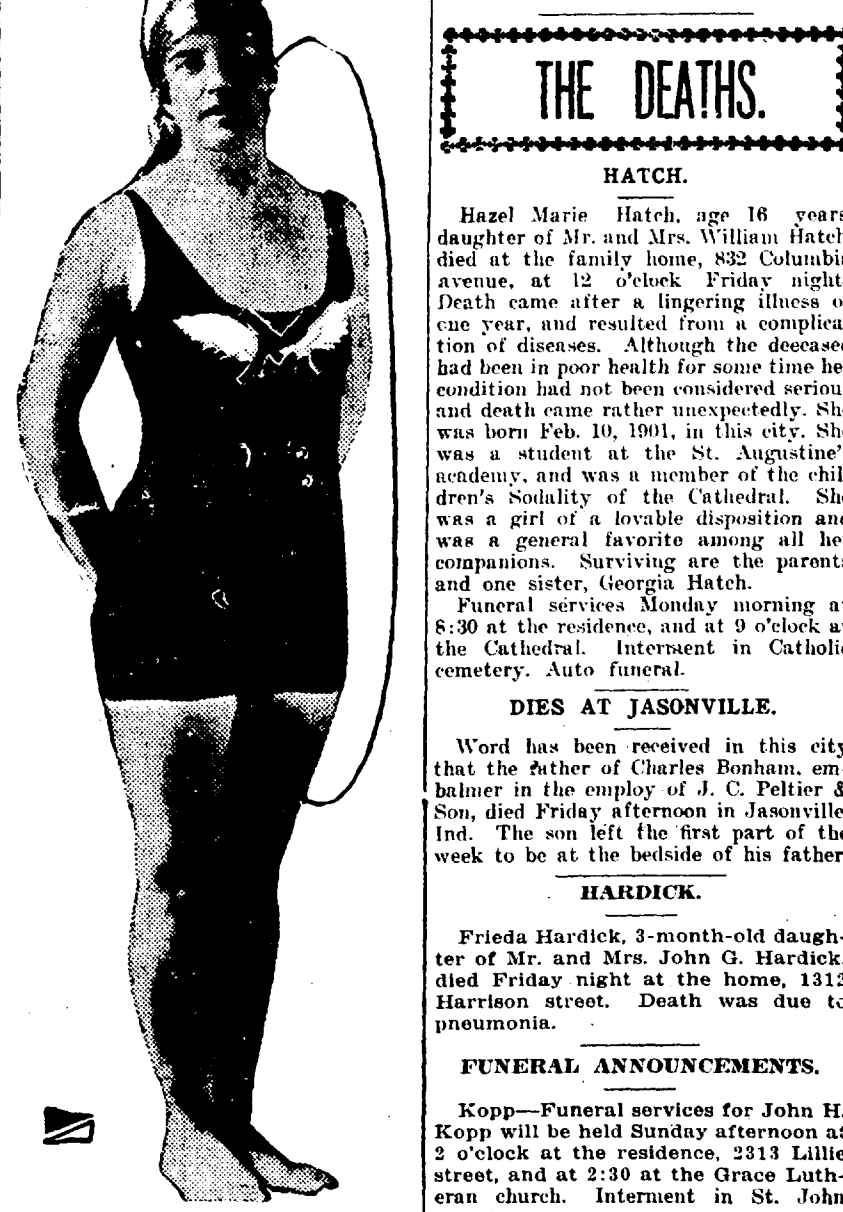 THE DEATHS.
HATCH.
Hazel Marie Hatch, age 16 years
daughter of Mr. and Mrs. William Hatch
died at the family home, 832 Columbia
avenue, at 12 o'clock Friday night.
Death came after a lingering illness o
one year, and resulted from a complica
tion of diseases. Although the deceased
had been in poor health for some time he
condition had not been considered seriou
and death came rather unexpectedly. Sh
was born Feb. 10, 1901, in this city. Sh
was a student at the St. Augustine'
academy, and was a member of the chil
dren's Sodality of the Cathedral. Sh
was a girl of a lovable disposition and
was a general favorite among all he
companions. Surviving are the parents
and one sister, Georgia Hatch.
Funeral services Monday morning a
8:30 at the residence, and at 9 o'clock a
the Cathedral. Interment in Catholic
cemetery. Auto funeral.
DIES AT JASONVILLE.
Word has been received in this city
that the father of Charles Bonham, em-
balmer in the employ of J. C. Peltier &
Son, died Friday afternoon in Jasonville
Ind. The son left the first part of the
week to be at the bedside of his father
HARDICK.
Frieda Hardick, 3-month-old daugh-
ter of Mr. and Mrs. John G. Hardick,
died Friday night at the home, 1313
Harrison street. Death was due to
pneumonia.
FUNERAL ANNOUNCEMENTS.
Kopp—Funeral services for John H.
Kopp will be held Sunday afternoon at
2 o'clock at the residence, 2313 Lillie
street, and at 2:30 at the Grace Luth-
eran church. Interment in St. John